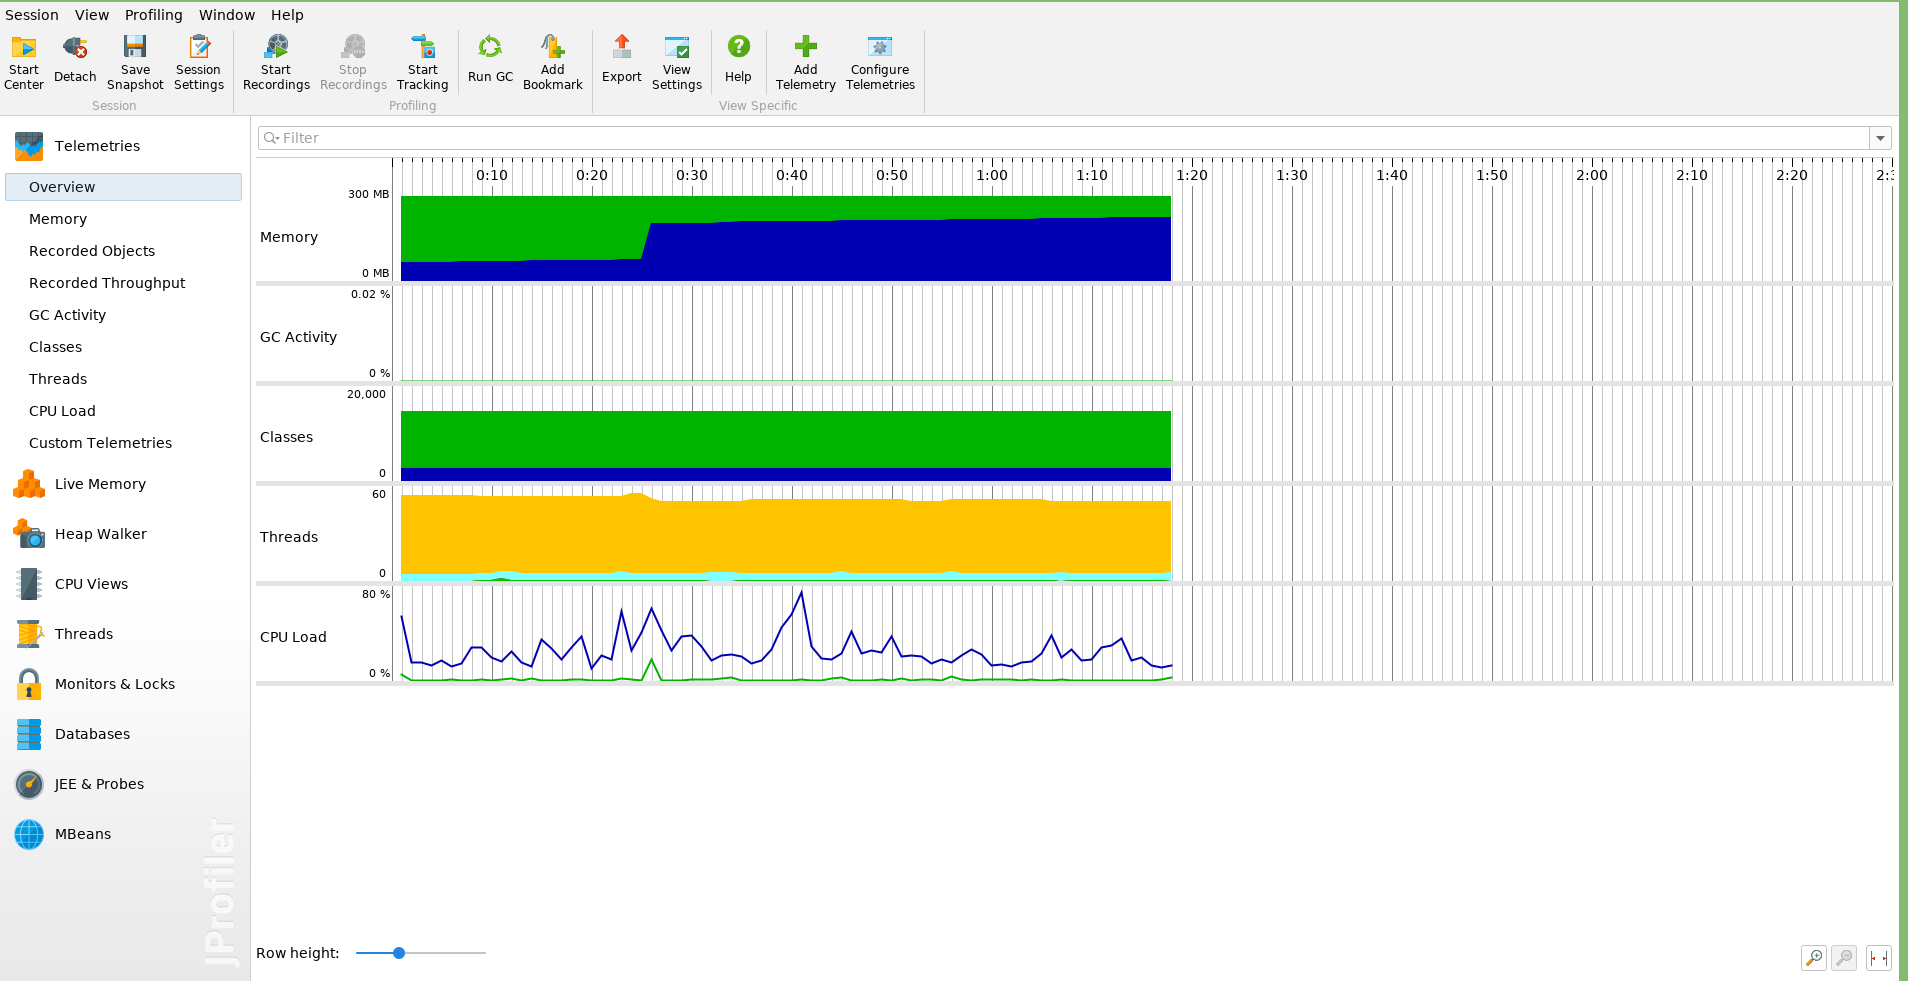 Session View Profiling Window Help
Start Center
Detach
Save Snapshot
Session Settings
Start Recordings
Stop Recordings
Start Tracking
Run GC
Add Bookmark
Export
View Settings
Help
Add Telemetry
Configure Telemetries
Session
Profiling
View Specific
Telemetries
Overview
Memory
Recorded Objects
Recorded Throughput
GC Activity
Classes
Threads
CPU Load
Custom Telemetries
Live Memory
Heap Walker
CPU Views
Threads
Monitors & Locks
Databases
JEE & Probes
MBeans
JProfiler
Filter
0:10 0:20 0:30 0:40 0:50 1:00 1:10 1:20 1:30 1:40 1:50 2:00 2:10 2:20
300 MB
Memory
0 MB
0.02 %
GC Activity
0 %
20,000
Classes
0
60
Threads
0
80 %
CPU Load
0 %
Row height: